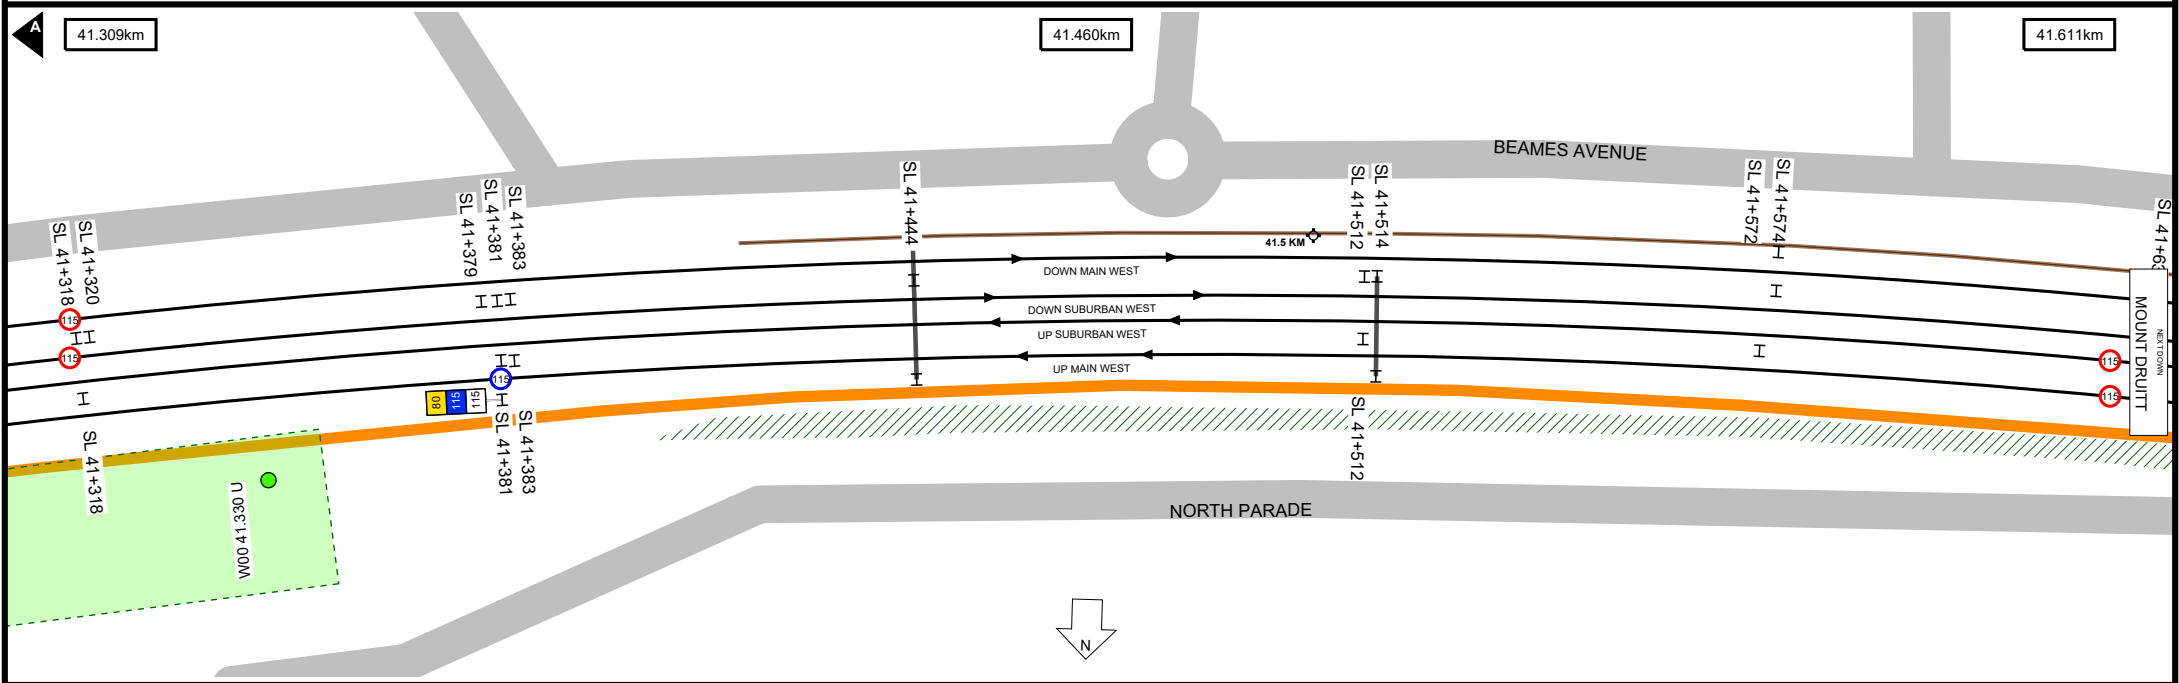 A
41.309km
41.460km
41.611km
BEAMES AVENUE
SL 41+318
SL 41+320
SL 41+379
SL 41+381
SL 41+383
SL 41+444
SL 41+512
SL 41+514
SL 41+572
SL 41+574
41.5 KM
DOWN MAIN WEST
DOWN SUBURBAN WEST
UP SUBURBAN WEST
UP MAIN WEST
115
115
115
115
115
80
115
115
MOUNT DRUITT
NEXT DOWN
SL 41+318
SL 41+381
SL 41+383
SL 41+512
W00 41.330 U
NORTH PARADE
N